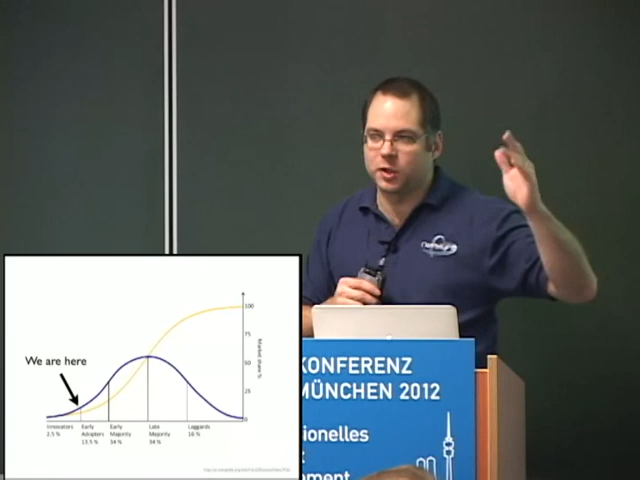 We are here
100
75
50
25
0
Market share %
Innovators
2.5 %
Early
Adopters
13.5 %
Early
Majority
34 %
Late
Majority
34 %
Laggards
16 %
KONFERENZ
MÜNCHEN 2012
ionelles
ement